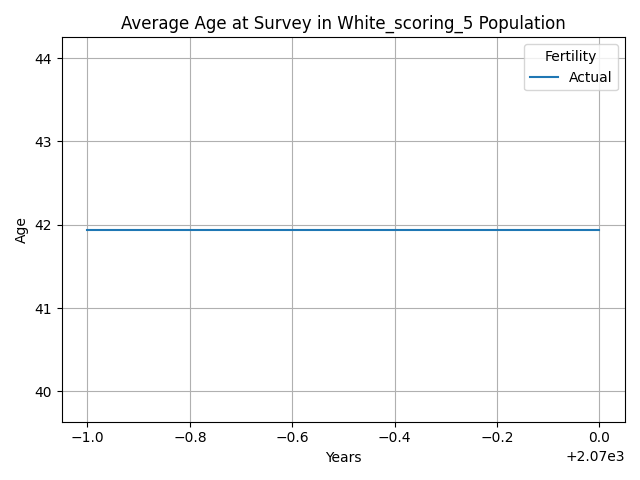 Average Age at Survey in White_scoring_5 Population
Fertility
Actual
44
43
42
41
40
Age
−1.0 −0.8 −0.6 −0.4 −0.2 0.0
Years
+2.07e3